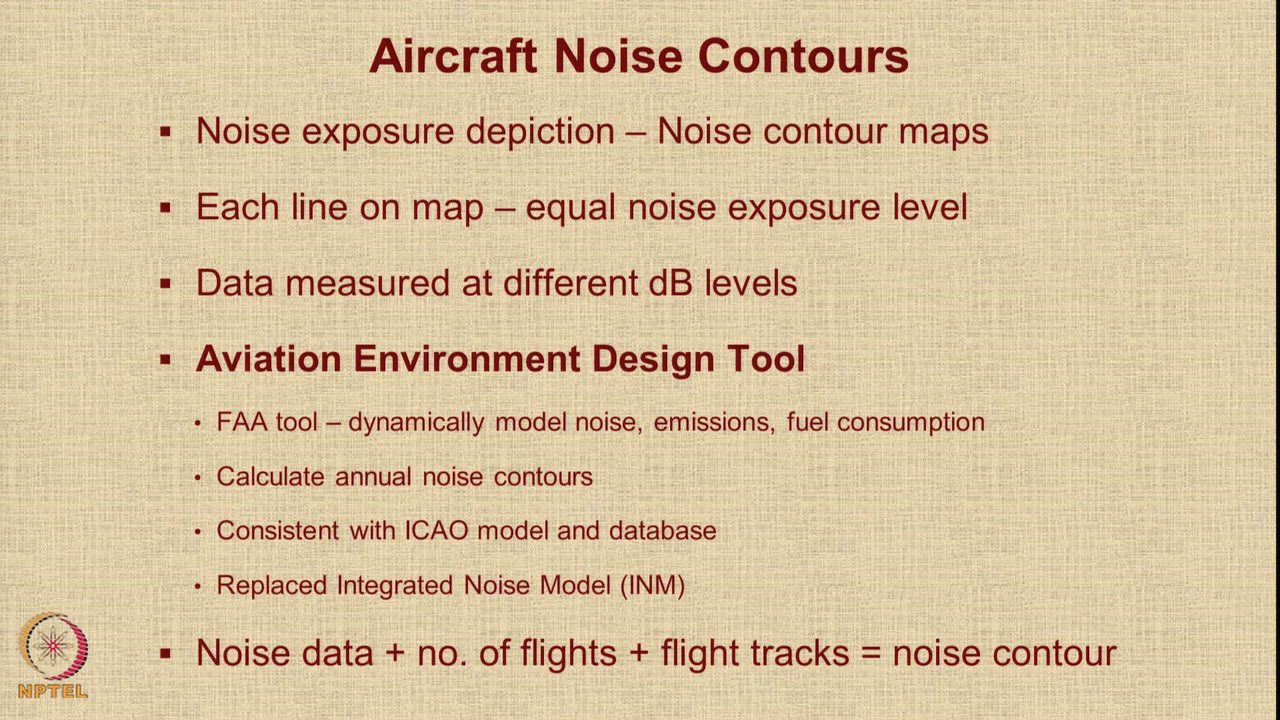 Aircraft Noise Contours
▪ Noise exposure depiction – Noise contour maps
▪ Each line on map – equal noise exposure level
▪ Data measured at different dB levels
▪ Aviation Environment Design Tool
• FAA tool – dynamically model noise, emissions, fuel consumption
• Calculate annual noise contours
• Consistent with ICAO model and database
• Replaced Integrated Noise Model (INM)
▪ Noise data + no. of flights + flight tracks = noise contour
NPTEL